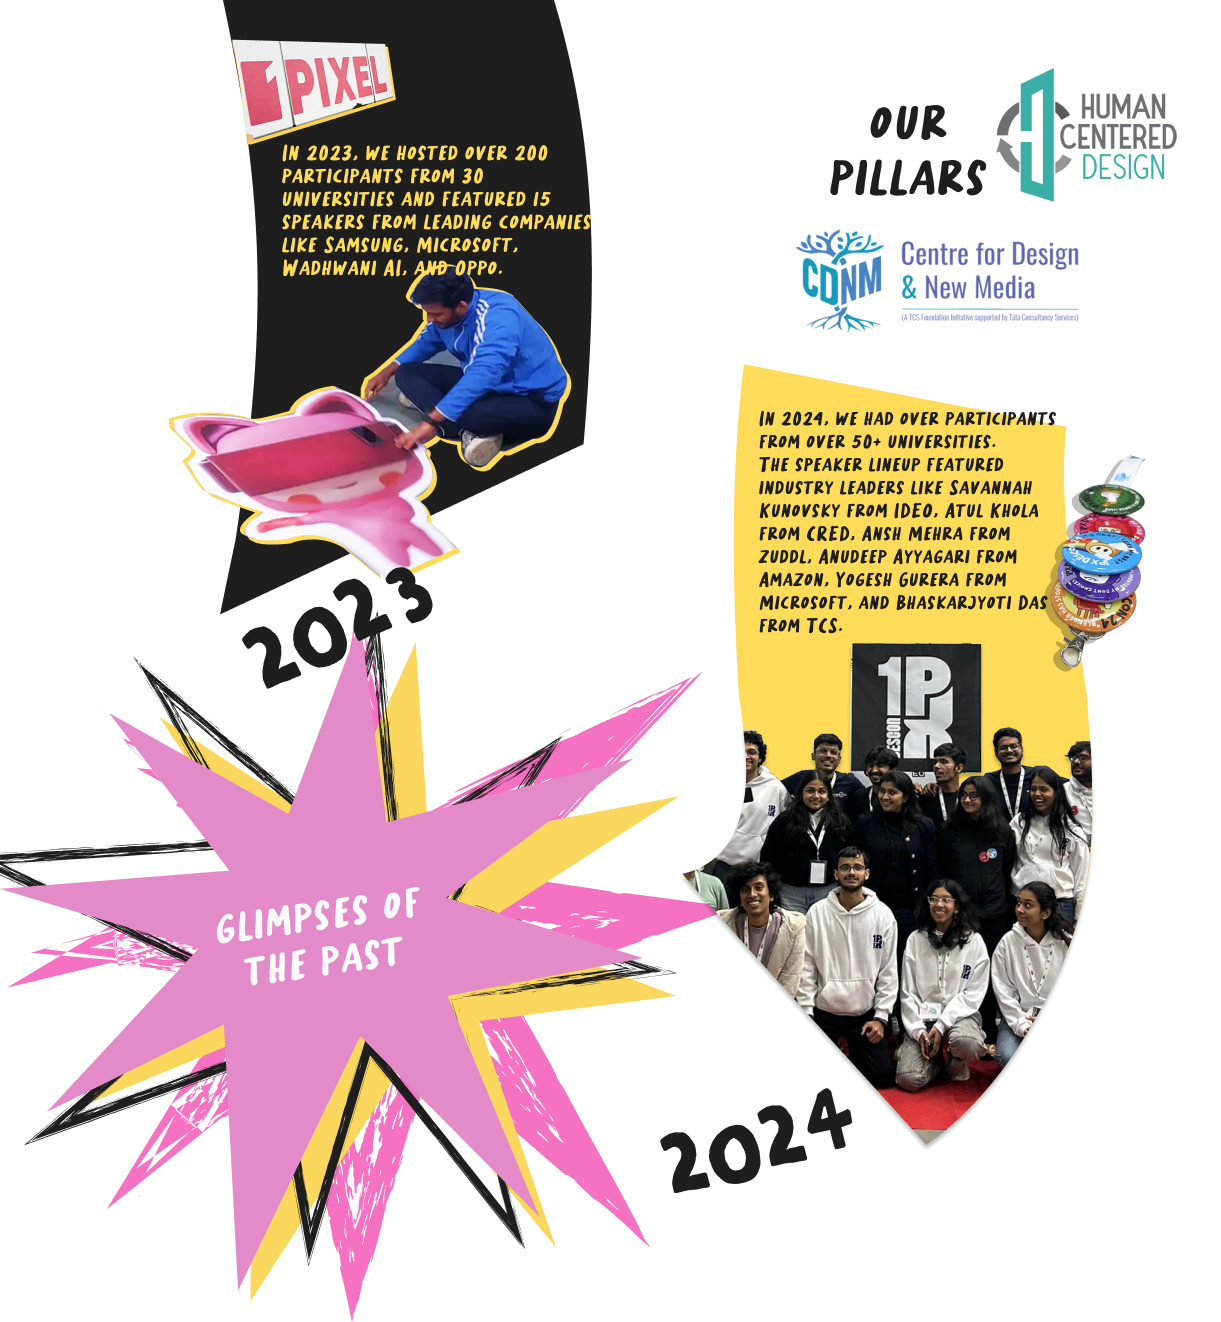 1PIXEL
In 2023, we hosted over 200
participants from 30
universities and featured 15
speakers from leading companies
like Samsung, Microsoft,
Wadhwani AI, and Oppo.
2023
OUR
PILLARS
HUMAN
CENTERED
DESIGN
CDNM
Centre for Design
& New Media
(A TCS Foundation Initiative supported by Tata Consultancy Services)
In 2024, we had over participants
from over 50+ universities.
The speaker lineup featured
industry leaders like Savannah
Kunovsky from IDEO, Atul Khola
from CRED, Ansh Mehra from
Zuddl, Anudeep Ayyagari from
Amazon, Yogesh Gurera from
Microsoft, and Bhaskarjyoti Das
from TCS.
1P
GLIMPSES OF
THE PAST
2024